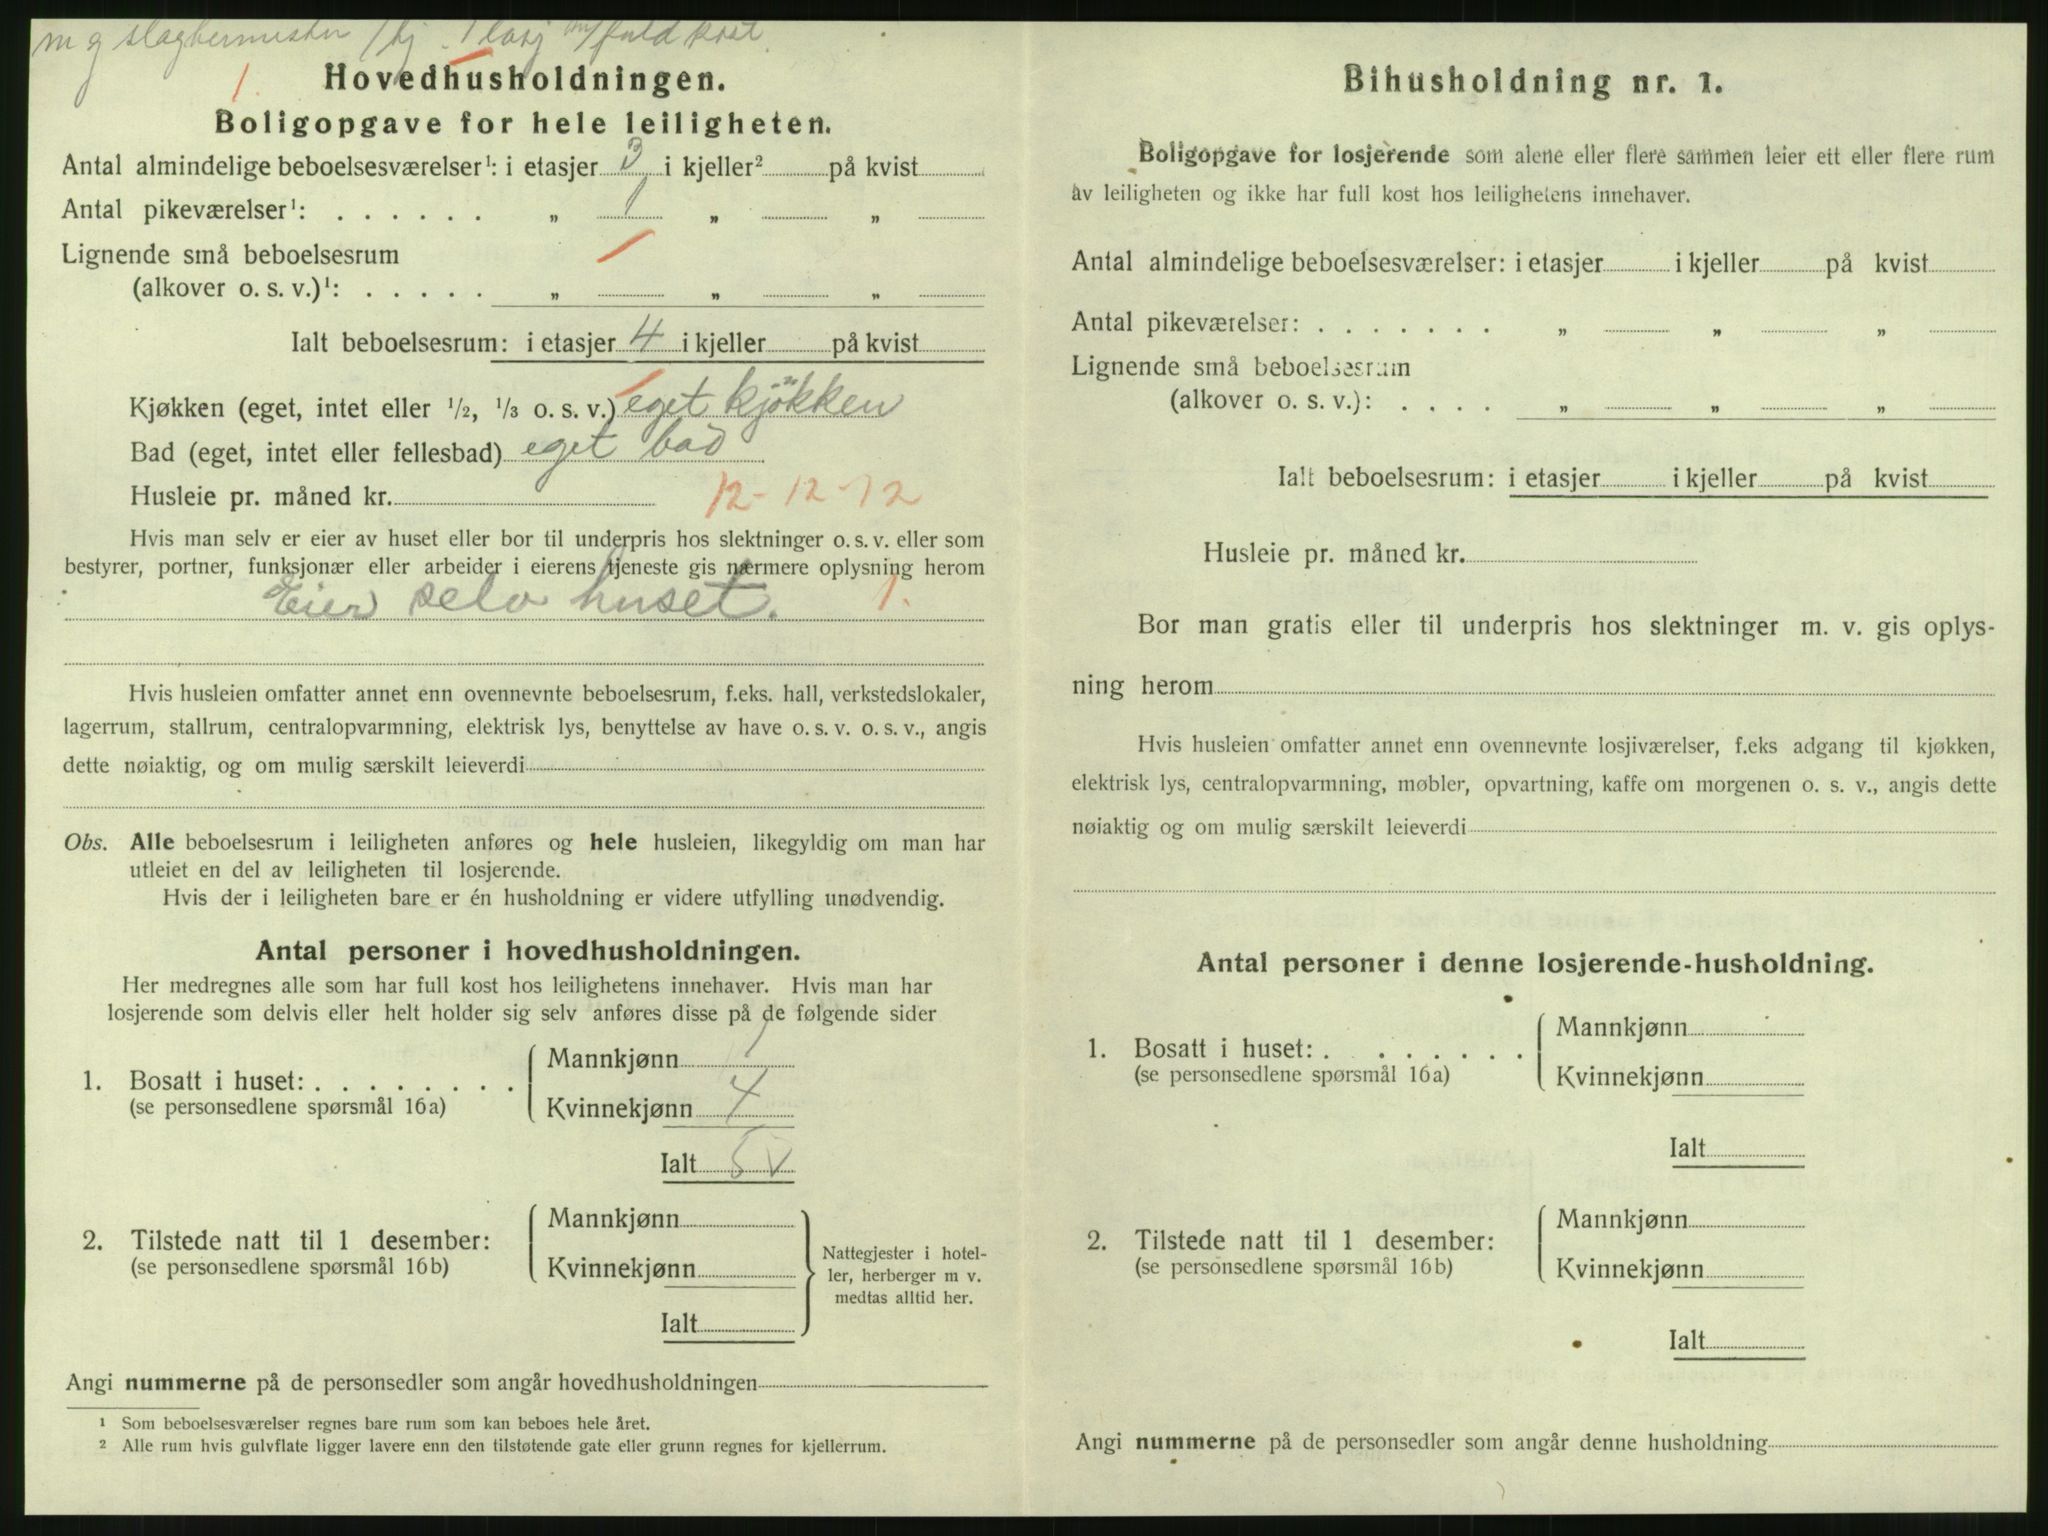 m g slagtermester 1 hj. 1 losj m/fuld kost.
1.
Hovedhusholdningen.
Boligopgave for hele leiligheten.
Antal almindelige beboelsesværelser¹: i etasjer 3 i kjeller² på kvist
Antal pikeværelser¹: . . . . . . „ 1 „ „
Lignende små beboelsesrum
(alkover o. s. v.)¹: . . . . . „ „ „
Ialt beboelsesrum: i etasjer 4 i kjeller på kvist
Kjøkken (eget, intet eller 1/2, 1/3 o. s. v.) eget kjökken
Bad (eget, intet eller fellesbad) eget bad
Husleie pr. måned kr. 12-12-12
Hvis man selv er eier av huset eller bor til underpris hos slektninger o. s. v. eller som
bestyrer, portner, funksjonær eller arbeider i eierens tjeneste gis nærmere oplysning herom
Eier selv huset. 1.
Hvis husleien omfatter annet enn ovennevnte beboelsesrum, f.eks. hall, verkstedslokaler,
lagerrum, stallrum, centralopvarmning, elektrisk lys, benyttelse av have o. s. v. o. s. v., angis
dette nøiaktig, og om mulig særskilt leieverdi
Obs. Alle beboelsesrum i leiligheten anføres og hele husleien, likegyldig om man har
utleiet en del av leiligheten til losjerende.
Hvis der i leiligheten bare er én husholdning er videre utfylling unødvendig.
Antal personer i hovedhusholdningen.
Her medregnes alle som har full kost hos leilighetens innehaver. Hvis man har
losjerende som delvis eller helt holder sig selv anføres disse på de følgende sider
1. Bosatt i huset: . . . . . . . .
(se personsedlene spørsmål 16a)
Mannkjønn 1
Kvinnekjønn 4
Ialt 5 V
2. Tilstede natt til 1 desember:
(se personsedlene spørsmål 16b)
Mannkjønn
Kvinnekjønn
Ialt
Nattegjester i hotel-
ler, herberger m v.
medtas alltid her.
Angi nummerne på de personsedler som angår hovedhusholdningen
¹ Som beboelsesværelser regnes bare rum som kan beboes hele året.
² Alle rum hvis gulvflate ligger lavere enn den tilstøtende gate eller grunn regnes for kjellerrum.
Bihusholdning nr. 1.
Boligopgave for losjerende som alene eller flere sammen leier ett eller flere rum
av leiligheten og ikke har full kost hos leilighetens innehaver.
Antal almindelige beboelsesværelser: i etasjer i kjeller på kvist
Antal pikeværelser: . . . . . . . „ „ „
Lignende små beboelsesrum
(alkover o. s. v.): . . . . „ „ „
Ialt beboelsesrum: i etasjer i kjeller på kvist
Husleie pr. måned kr.
Bor man gratis eller til underpris hos slektninger m. v. gis oplys-
ning herom
Hvis husleien omfatter annet enn ovennevnte losjiværelser, f.eks adgang til kjøkken,
elektrisk lys, centralopvarmning, møbler, opvartning, kaffe om morgenen o. s. v., angis dette
nøiaktig og om mulig særskilt leieverdi
Antal personer i denne losjerende-husholdning.
1. Bosatt i huset: . . . . . . .
(se personsedlene spørsmål 16a)
Mannkjønn
Kvinnekjønn
Ialt
2. Tilstede natt til 1 desember:
(se personsedlene spørsmål 16b)
Mannkjønn
Kvinnekjønn
Ialt
Angi nummerne på de personsedler som angår denne husholdning